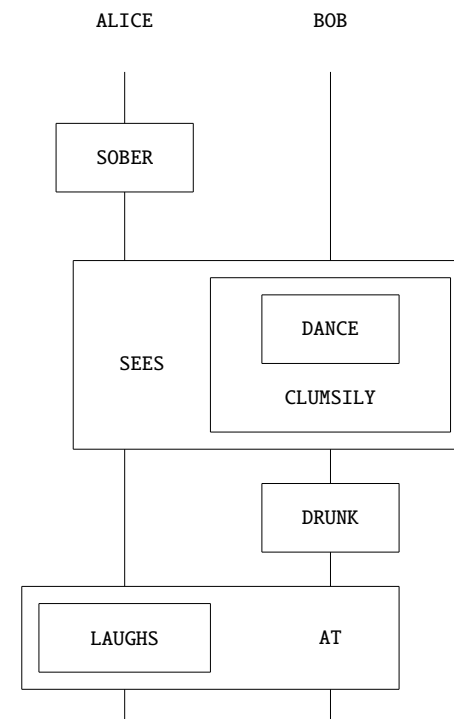 ALICE BOB
SOBER
DANCE
SEES
CLUMSILY
DRUNK
LAUGHS AT